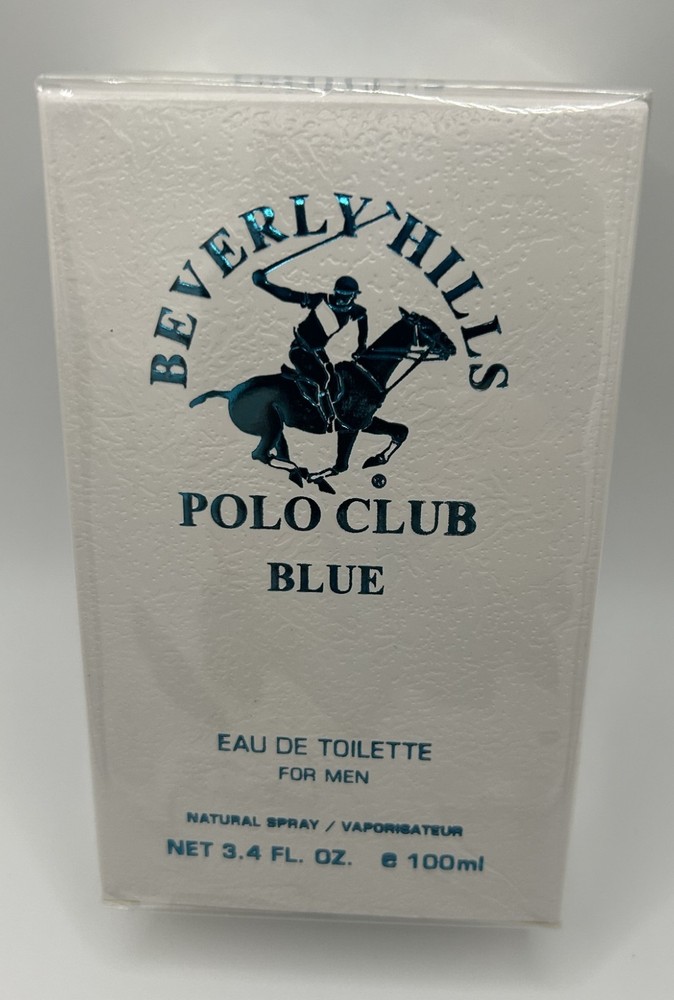 BEVERLY HILLS
®
POLO CLUB
BLUE
EAU DE TOILETTE
FOR MEN
NATURAL SPRAY / VAPORISATEUR
NET 3.4 FL. OZ. e 100ml